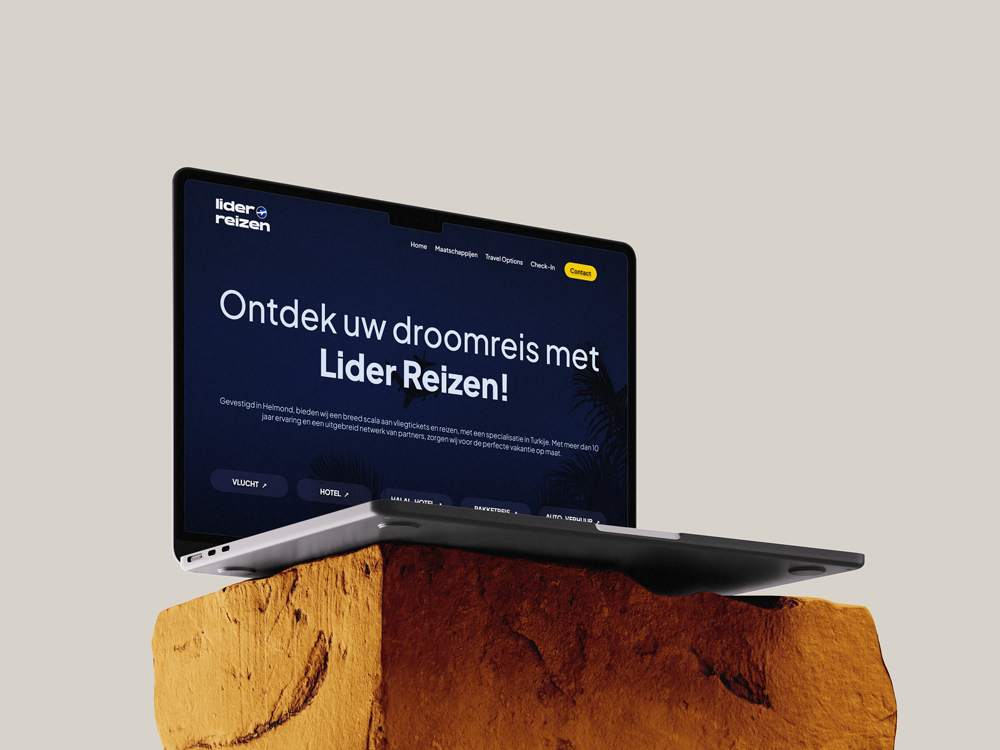 lider
reizen
Home Maatschappijen Travel Options Check-In Contact
Ontdek uw droomreis met
Lider Reizen!
Gevestigd in Helmond, bieden wij een breed scala aan vliegtickets en reizen, met een specialisatie in Turkije. Met meer dan 10
jaar ervaring en een uitgebreid netwerk van partners, zorgen wij voor de perfecte vakantie op maat.
VLUCHT ↗ HOTEL ↗ HALAL HOTEL ↗ PAKKETREIS ↗ AUTO VERHUUR ↗